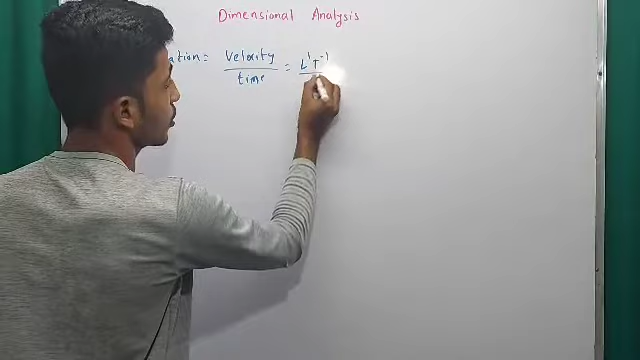 Dimensional Analysis
Velocity
ation = ─── = L¹T⁻¹
time